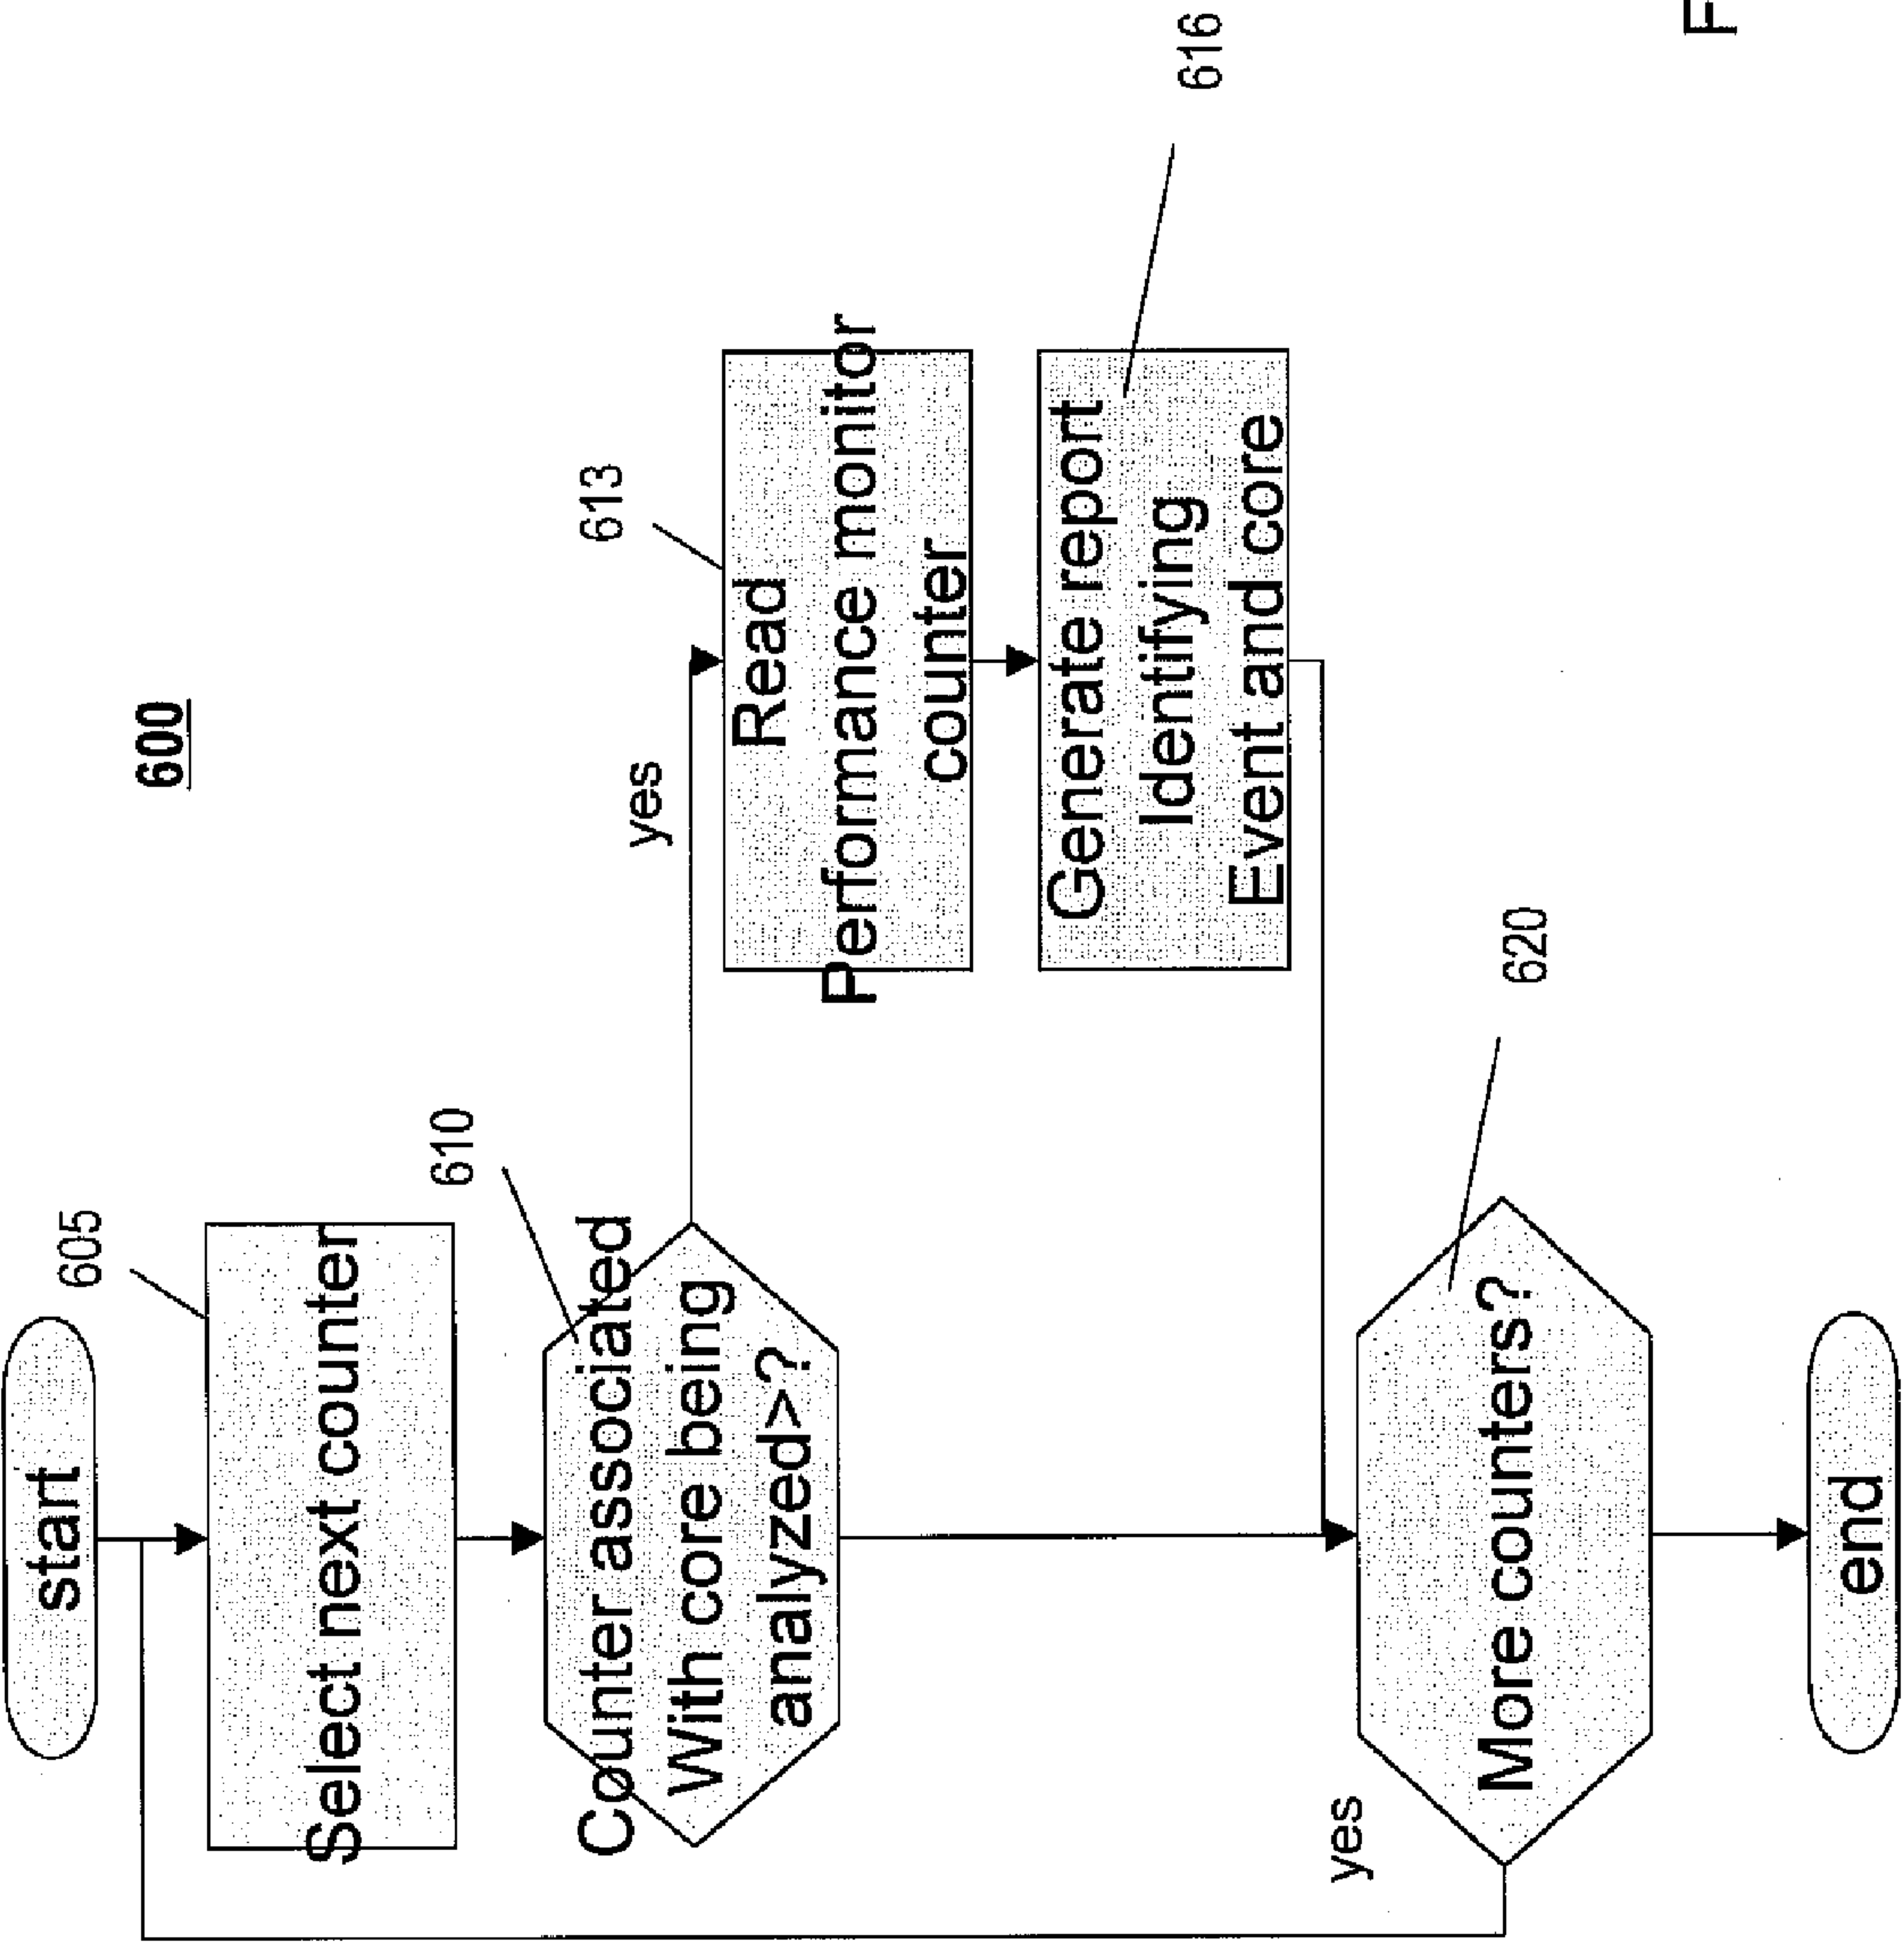 600
start
605
Select next counter
610
Counter associated
With core being
analyzed>?
yes
613
Read
Performance monitor
counter
Generate report
Identifying
Event and core
616
620
More counters?
yes
end
F